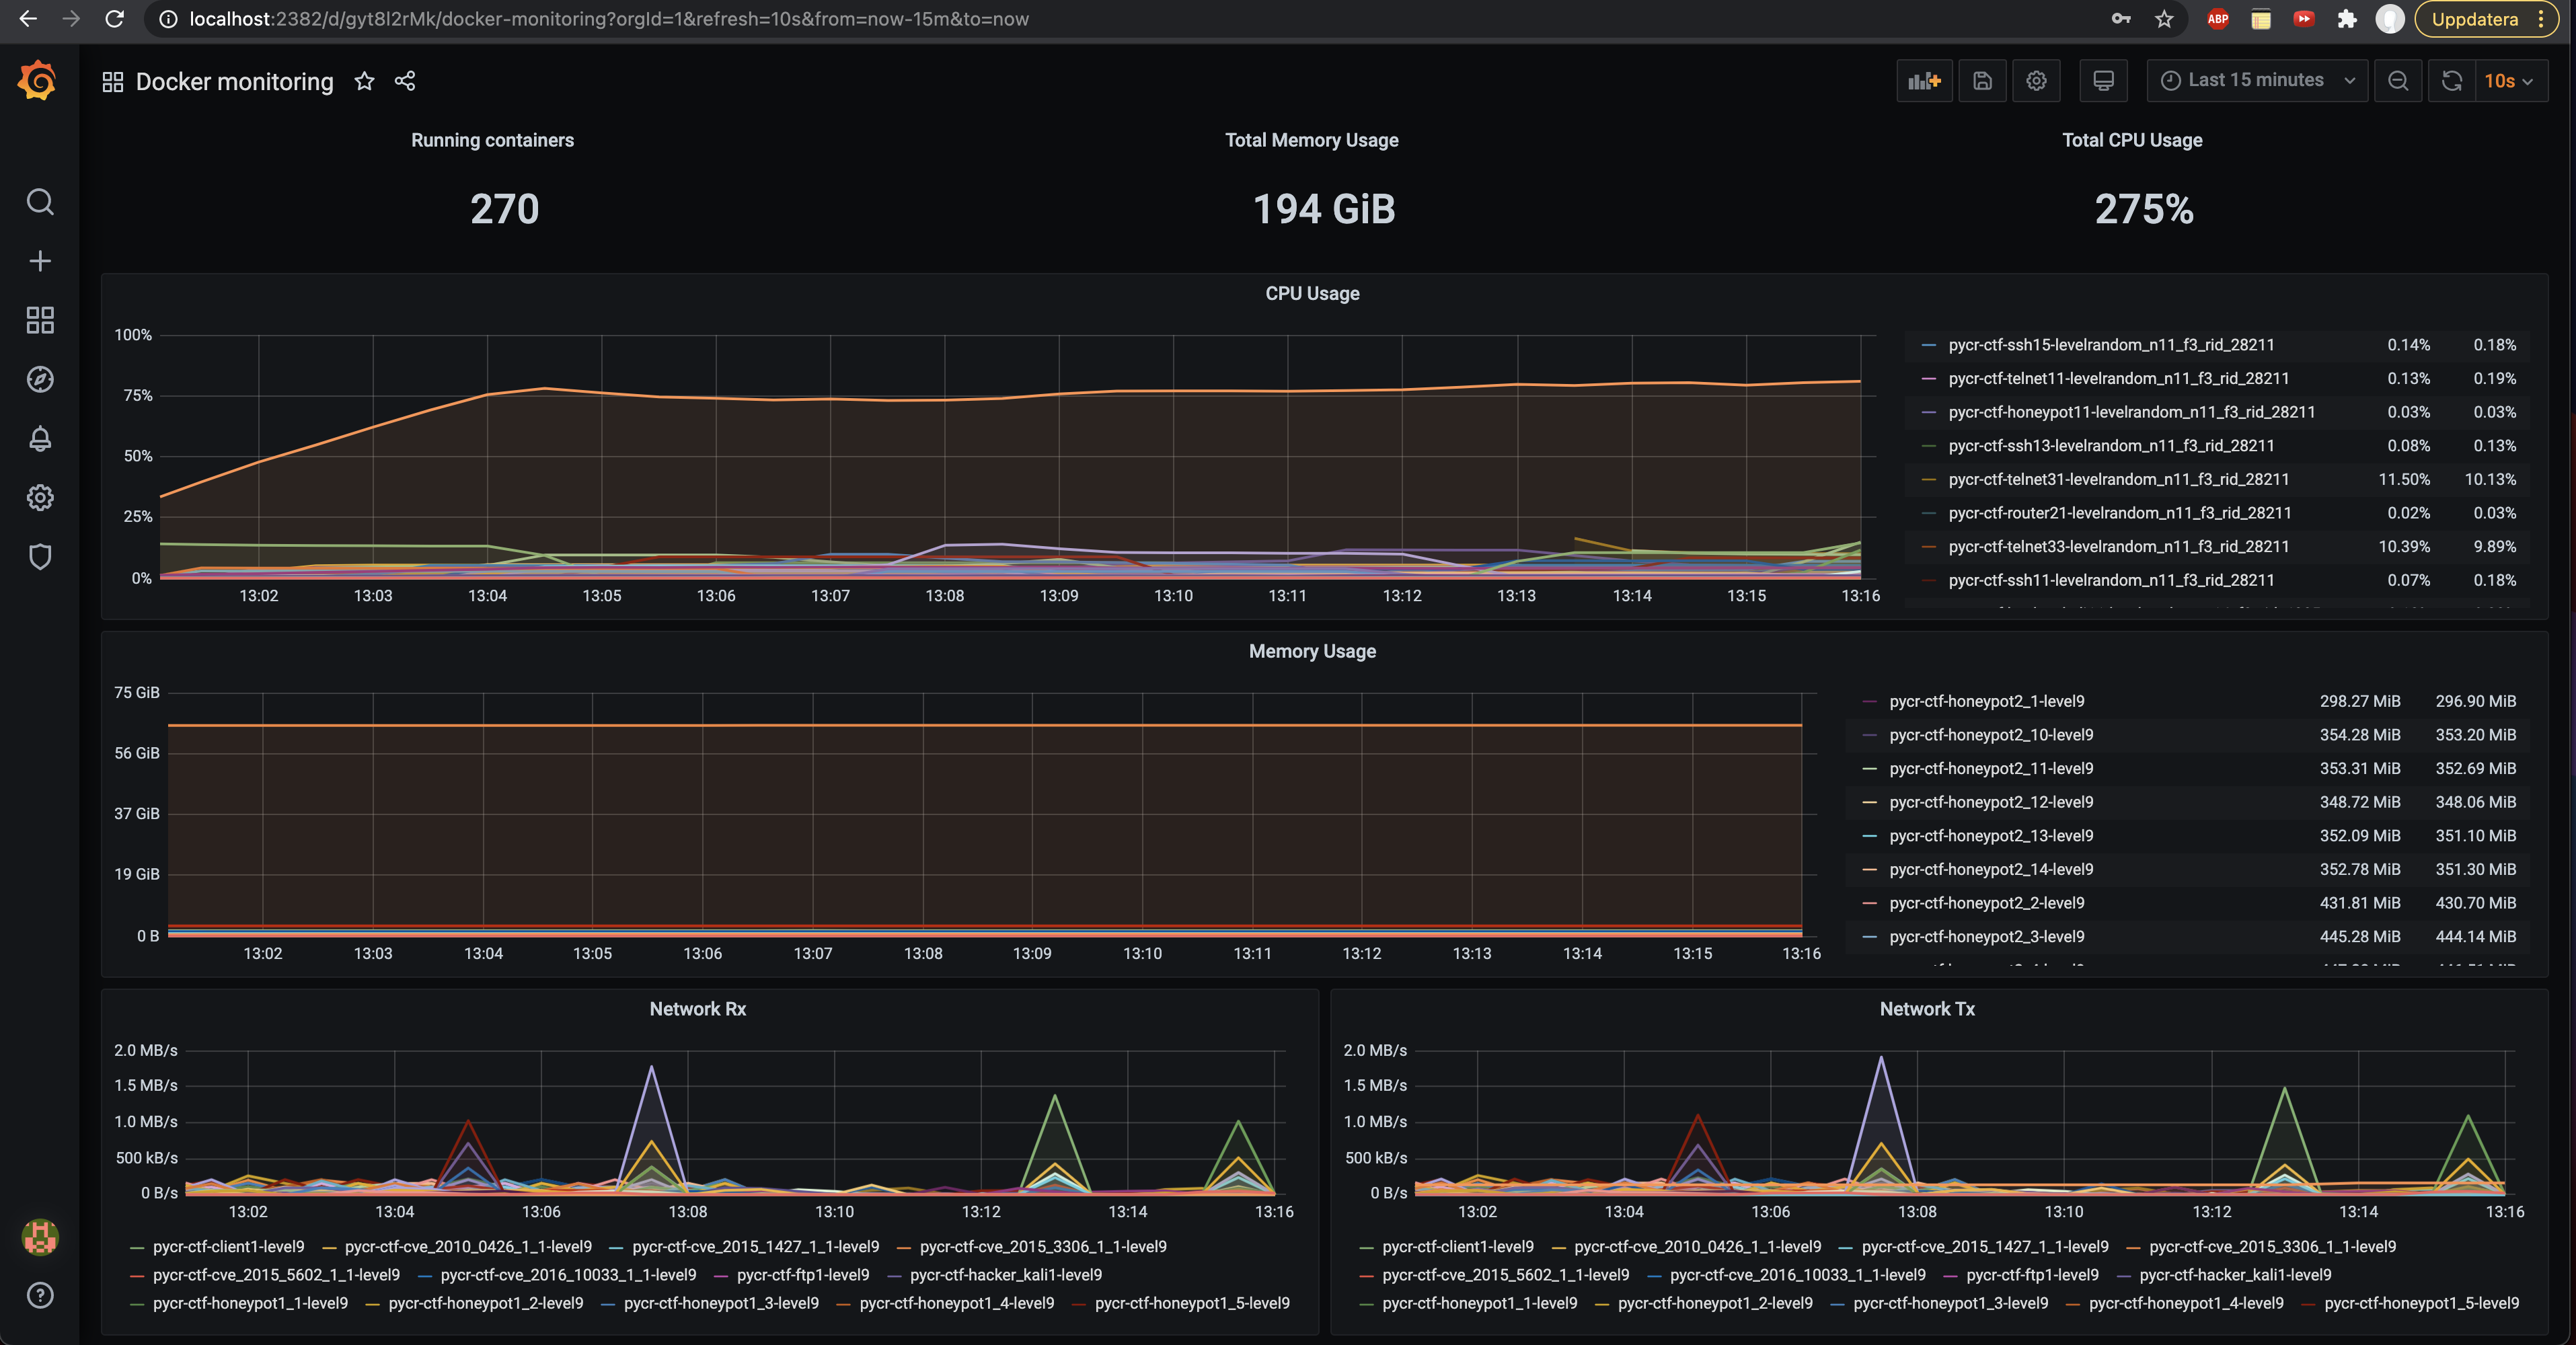 localhost:2382/d/gyt8l2rMk/docker-monitoring?orgId=1&refresh=10s&from=now-15m&to=now
ABP
Uppdatera
Docker monitoring
Last 15 minutes
10s
Running containers
Total Memory Usage
Total CPU Usage
270
194 GiB
275%
CPU Usage
100%
75%
50%
25%
0%
13:02 13:03 13:04 13:05 13:06 13:07 13:08 13:09 13:10 13:11 13:12 13:13 13:14 13:15 13:16
pycr-ctf-ssh15-levelrandom_n11_f3_rid_28211 0.14% 0.18%
pycr-ctf-telnet11-levelrandom_n11_f3_rid_28211 0.13% 0.19%
pycr-ctf-honeypot11-levelrandom_n11_f3_rid_28211 0.03% 0.03%
pycr-ctf-ssh13-levelrandom_n11_f3_rid_28211 0.08% 0.13%
pycr-ctf-telnet31-levelrandom_n11_f3_rid_28211 11.50% 10.13%
pycr-ctf-router21-levelrandom_n11_f3_rid_28211 0.02% 0.03%
pycr-ctf-telnet33-levelrandom_n11_f3_rid_28211 10.39% 9.89%
pycr-ctf-ssh11-levelrandom_n11_f3_rid_28211 0.07% 0.18%
Memory Usage
75 GiB
56 GiB
37 GiB
19 GiB
0 B
13:02 13:03 13:04 13:05 13:06 13:07 13:08 13:09 13:10 13:11 13:12 13:13 13:14 13:15 13:16
pycr-ctf-honeypot2_1-level9 298.27 MiB 296.90 MiB
pycr-ctf-honeypot2_10-level9 354.28 MiB 353.20 MiB
pycr-ctf-honeypot2_11-level9 353.31 MiB 352.69 MiB
pycr-ctf-honeypot2_12-level9 348.72 MiB 348.06 MiB
pycr-ctf-honeypot2_13-level9 352.09 MiB 351.10 MiB
pycr-ctf-honeypot2_14-level9 352.78 MiB 351.30 MiB
pycr-ctf-honeypot2_2-level9 431.81 MiB 430.70 MiB
pycr-ctf-honeypot2_3-level9 445.28 MiB 444.14 MiB
Network Rx
2.0 MB/s
1.5 MB/s
1.0 MB/s
500 kB/s
0 B/s
13:02 13:04 13:06 13:08 13:10 13:12 13:14 13:16
pycr-ctf-client1-level9 pycr-ctf-cve_2010_0426_1_1-level9 pycr-ctf-cve_2015_1427_1_1-level9 pycr-ctf-cve_2015_3306_1_1-level9
pycr-ctf-cve_2015_5602_1_1-level9 pycr-ctf-cve_2016_10033_1_1-level9 pycr-ctf-ftp1-level9 pycr-ctf-hacker_kali1-level9
pycr-ctf-honeypot1_1-level9 pycr-ctf-honeypot1_2-level9 pycr-ctf-honeypot1_3-level9 pycr-ctf-honeypot1_4-level9 pycr-ctf-honeypot1_5-level9
Network Tx
2.0 MB/s
1.5 MB/s
1.0 MB/s
500 kB/s
0 B/s
13:02 13:04 13:06 13:08 13:10 13:12 13:14 13:16
pycr-ctf-client1-level9 pycr-ctf-cve_2010_0426_1_1-level9 pycr-ctf-cve_2015_1427_1_1-level9 pycr-ctf-cve_2015_3306_1_1-level9
pycr-ctf-cve_2015_5602_1_1-level9 pycr-ctf-cve_2016_10033_1_1-level9 pycr-ctf-ftp1-level9 pycr-ctf-hacker_kali1-level9
pycr-ctf-honeypot1_1-level9 pycr-ctf-honeypot1_2-level9 pycr-ctf-honeypot1_3-level9 pycr-ctf-honeypot1_4-level9 pycr-ctf-honeypot1_5-level9